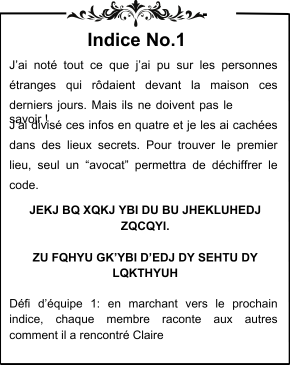 Indice No.1
J'ai noté tout ce que j'ai pu sur les personnes
étranges qui rôdaient devant la maison ces
derniers jours. Mais ils ne doivent pas le
savoir !
J'ai divisé ces infos en quatre et je les ai cachées
dans des lieux secrets. Pour trouver le premier
lieu, seul un “avocat” permettra de déchiffrer le
code.
JEKJ BQ XQKJ YBI DU BU JHEKLUHEDJ
ZQCQYI.
ZU FQHYU GK'YBI D'EDJ DY SEHTU DY
LQKTHYUH
Défi d'équipe 1: en marchant vers le prochain
indice, chaque membre raconte aux autres
comment il a rencontré Claire